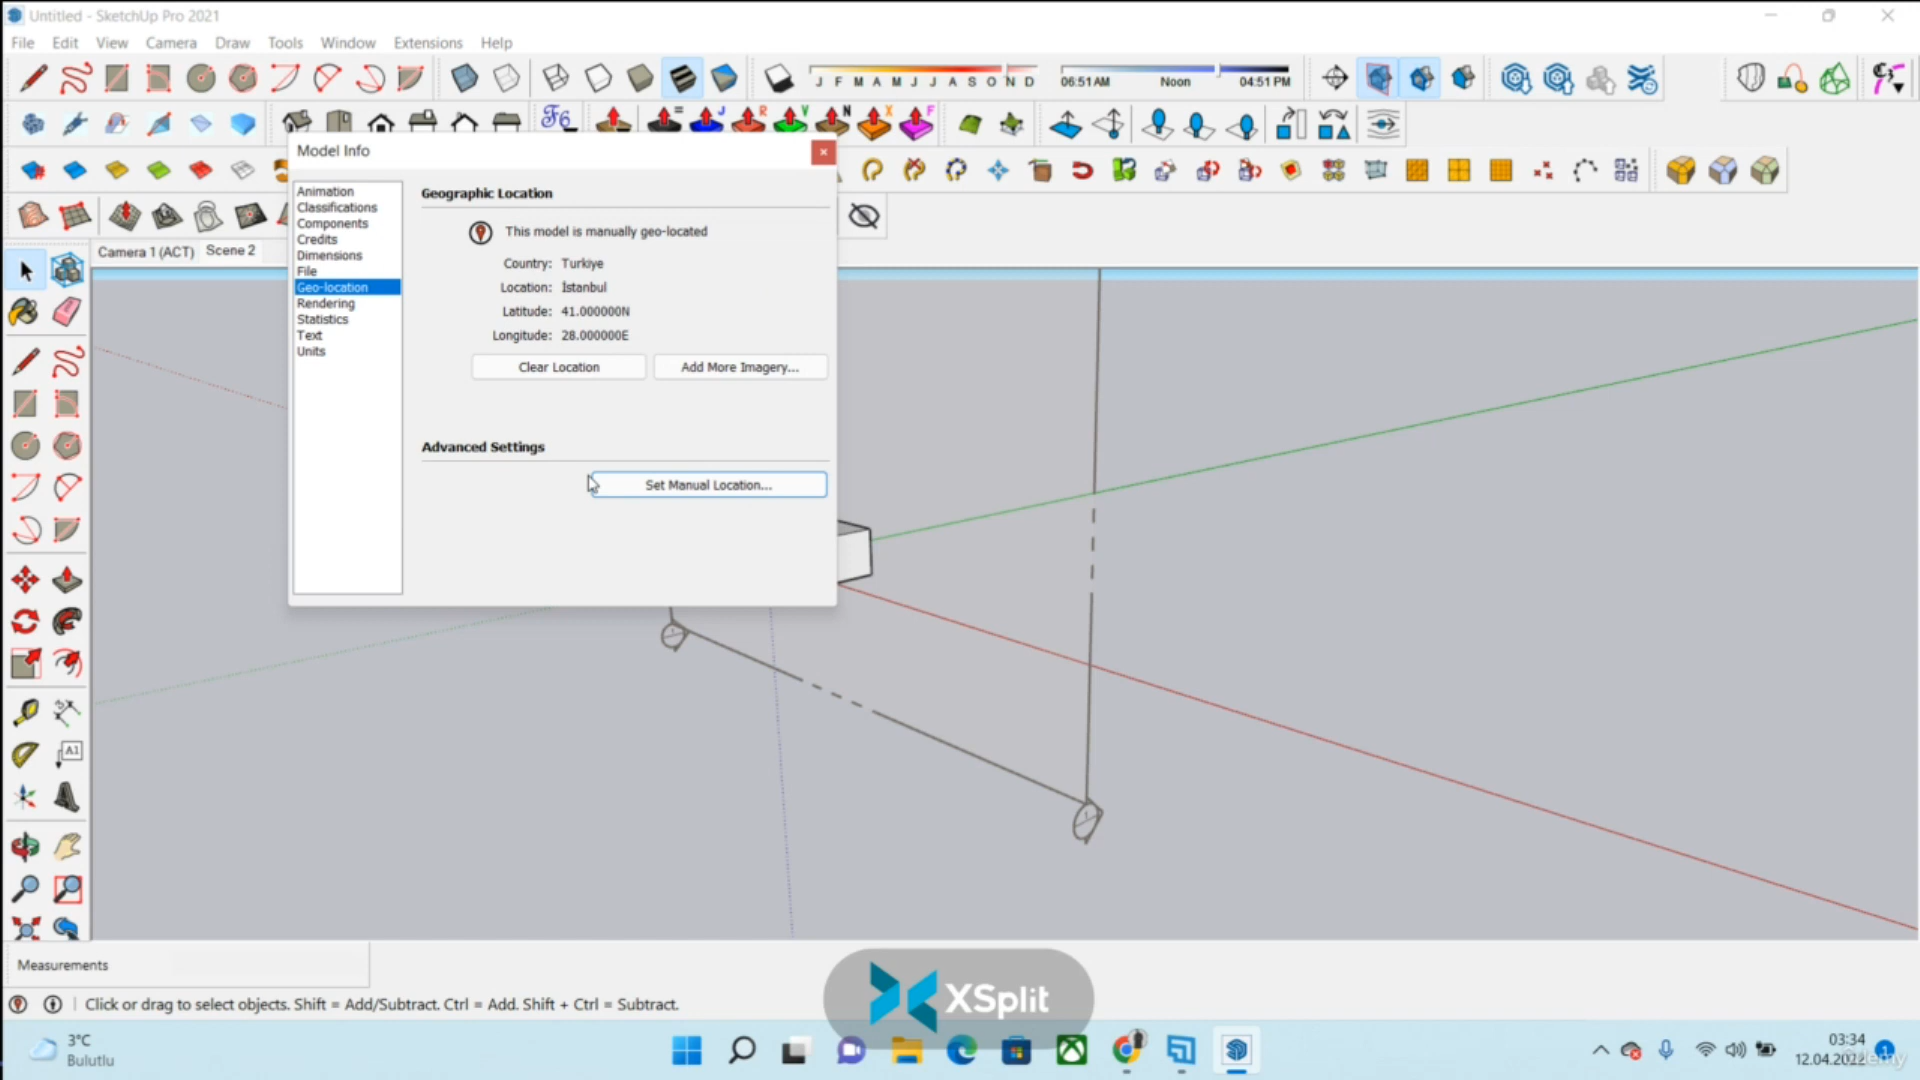 Untitled - SketchUp Pro 2021
File Edit View Camera Draw Tools Window Extensions Help
J F M A M J J A S O N D 06:51 AM Noon 04:51 PM
F6 = J R V N X F
Model Info
Animation
Classifications
Components
Credits
Dimensions
File
Geo-location
Rendering
Statistics
Text
Units
Geographic Location
This model is manually geo-located
Country: Turkiye
Location: İstanbul
Latitude: 41.000000N
Longitude: 28.000000E
Clear Location Add More Imagery...
Advanced Settings
Set Manual Location...
Camera 1 (ACT) Scene 2
A1
Measurements
Click or drag to select objects. Shift = Add/Subtract. Ctrl = Add. Shift + Ctrl = Subtract.
XSplit
3°C
Bulutlu
03:34
12.04.2022
1